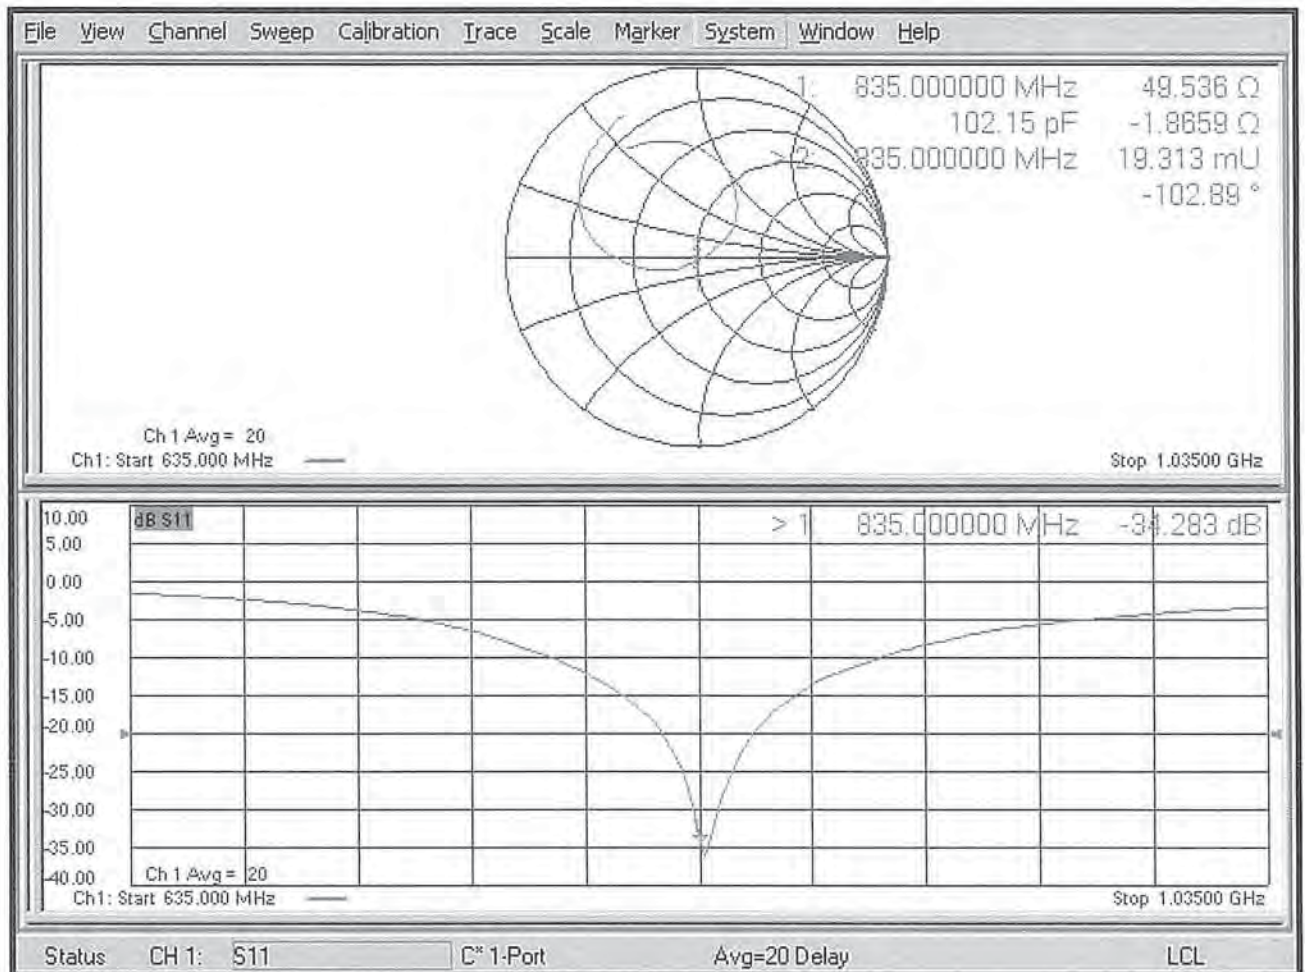 File View Channel Sweep Calibration Trace Scale Marker System Window Help
1: 835.000000 MHz 49.536 Ω
102.15 pF -1.8659 Ω
> 2: 835.000000 MHz 19.313 mU
-102.89 °
Ch 1 Avg = 20
Ch1: Start 635.000 MHz Stop 1.03500 GHz
10.00 dB S11 > 1: 835.000000 MHz -34.283 dB
5.00
0.00
-5.00
-10.00
-15.00
-20.00
-25.00
-30.00
-35.00
-40.00 Ch 1 Avg = 20
Ch1: Start 635.000 MHz Stop 1.03500 GHz
Status CH 1: S11 C* 1-Port Avg=20 Delay LCL